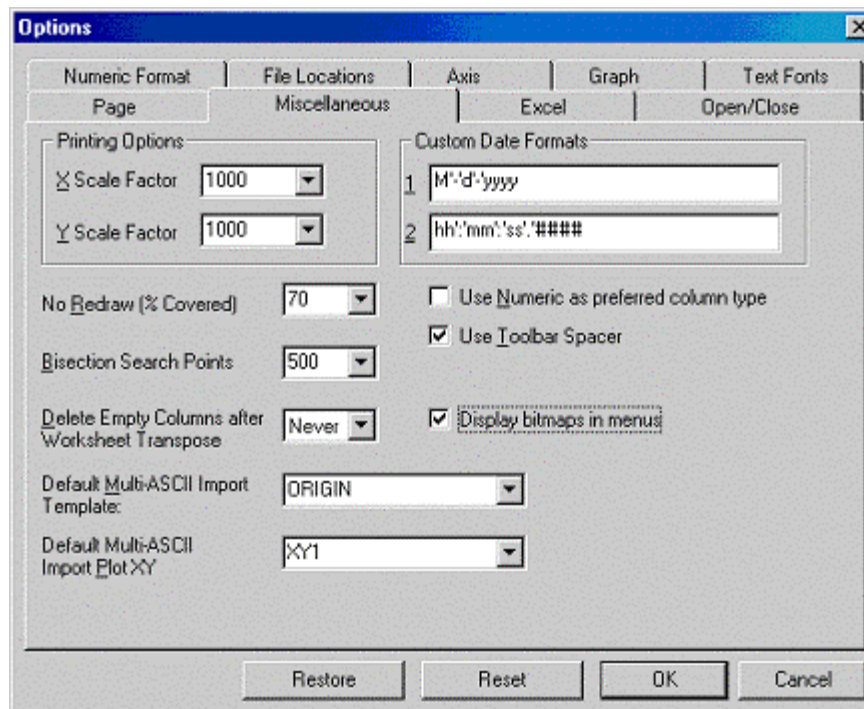 Options
Numeric Format File Locations Axis Graph Text Fonts
Page Miscellaneous Excel Open/Close
Printing Options
X Scale Factor 1000
Y Scale Factor 1000
Custom Date Formats
1 M'-'d'-'yyyy
2 hh':'mm':'ss'.'####
No Redraw (% Covered) 70
Use Numeric as preferred column type
Use Toolbar Spacer
Bisection Search Points 500
Delete Empty Columns after
Worksheet Transpose
Never
Display bitmaps in menus
Default Multi-ASCII Import
Template:
ORIGIN
Default Multi-ASCII
Import Plot XY
XY1
Restore Reset OK Cancel